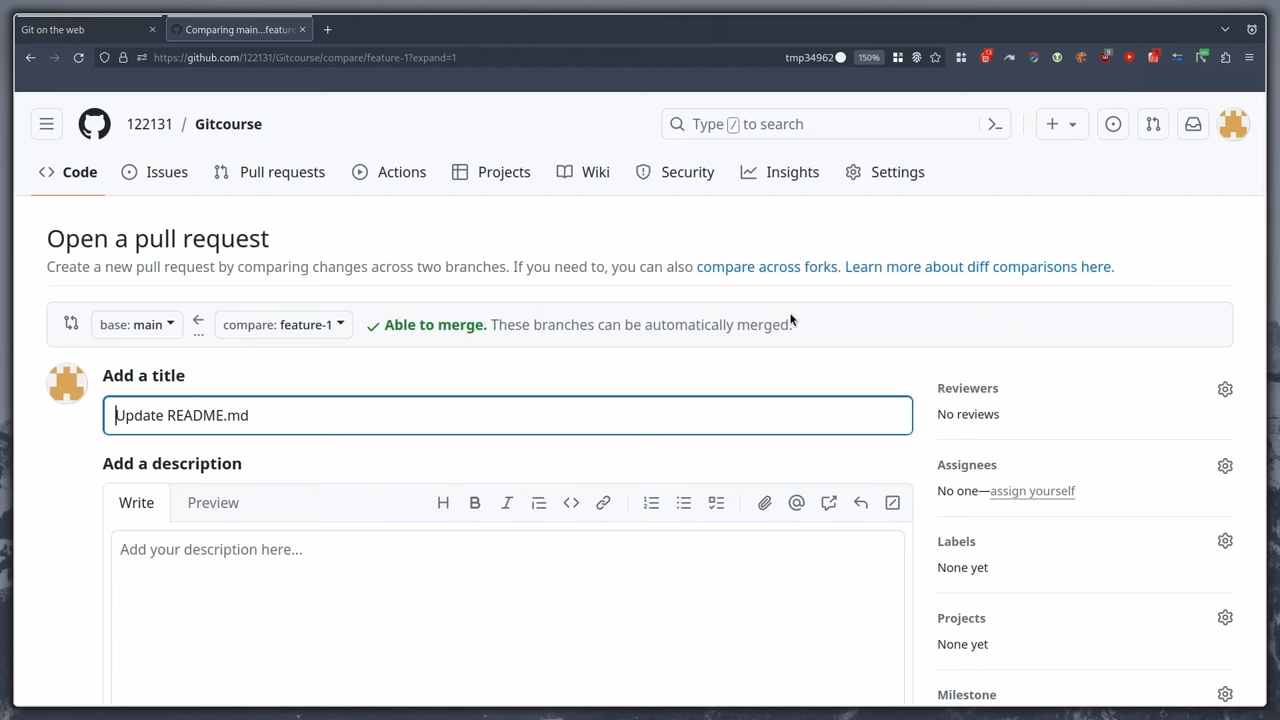 Git on the web
Comparing main...feature
https://github.com/122131/Gitcourse/compare/feature-1?expand=1
tmp34962
150%
122131 / Gitcourse
Type / to search
Code
Issues
Pull requests
Actions
Projects
Wiki
Security
Insights
Settings
Open a pull request
Create a new pull request by comparing changes across two branches. If you need to, you can also compare across forks. Learn more about diff comparisons here.
base: main
...
compare: feature-1
Able to merge. These branches can be automatically merged.
Add a title
Update README.md
Add a description
Write
Preview
H
B
I
Add your description here...
Reviewers
No reviews
Assignees
No one—assign yourself
Labels
None yet
Projects
None yet
Milestone